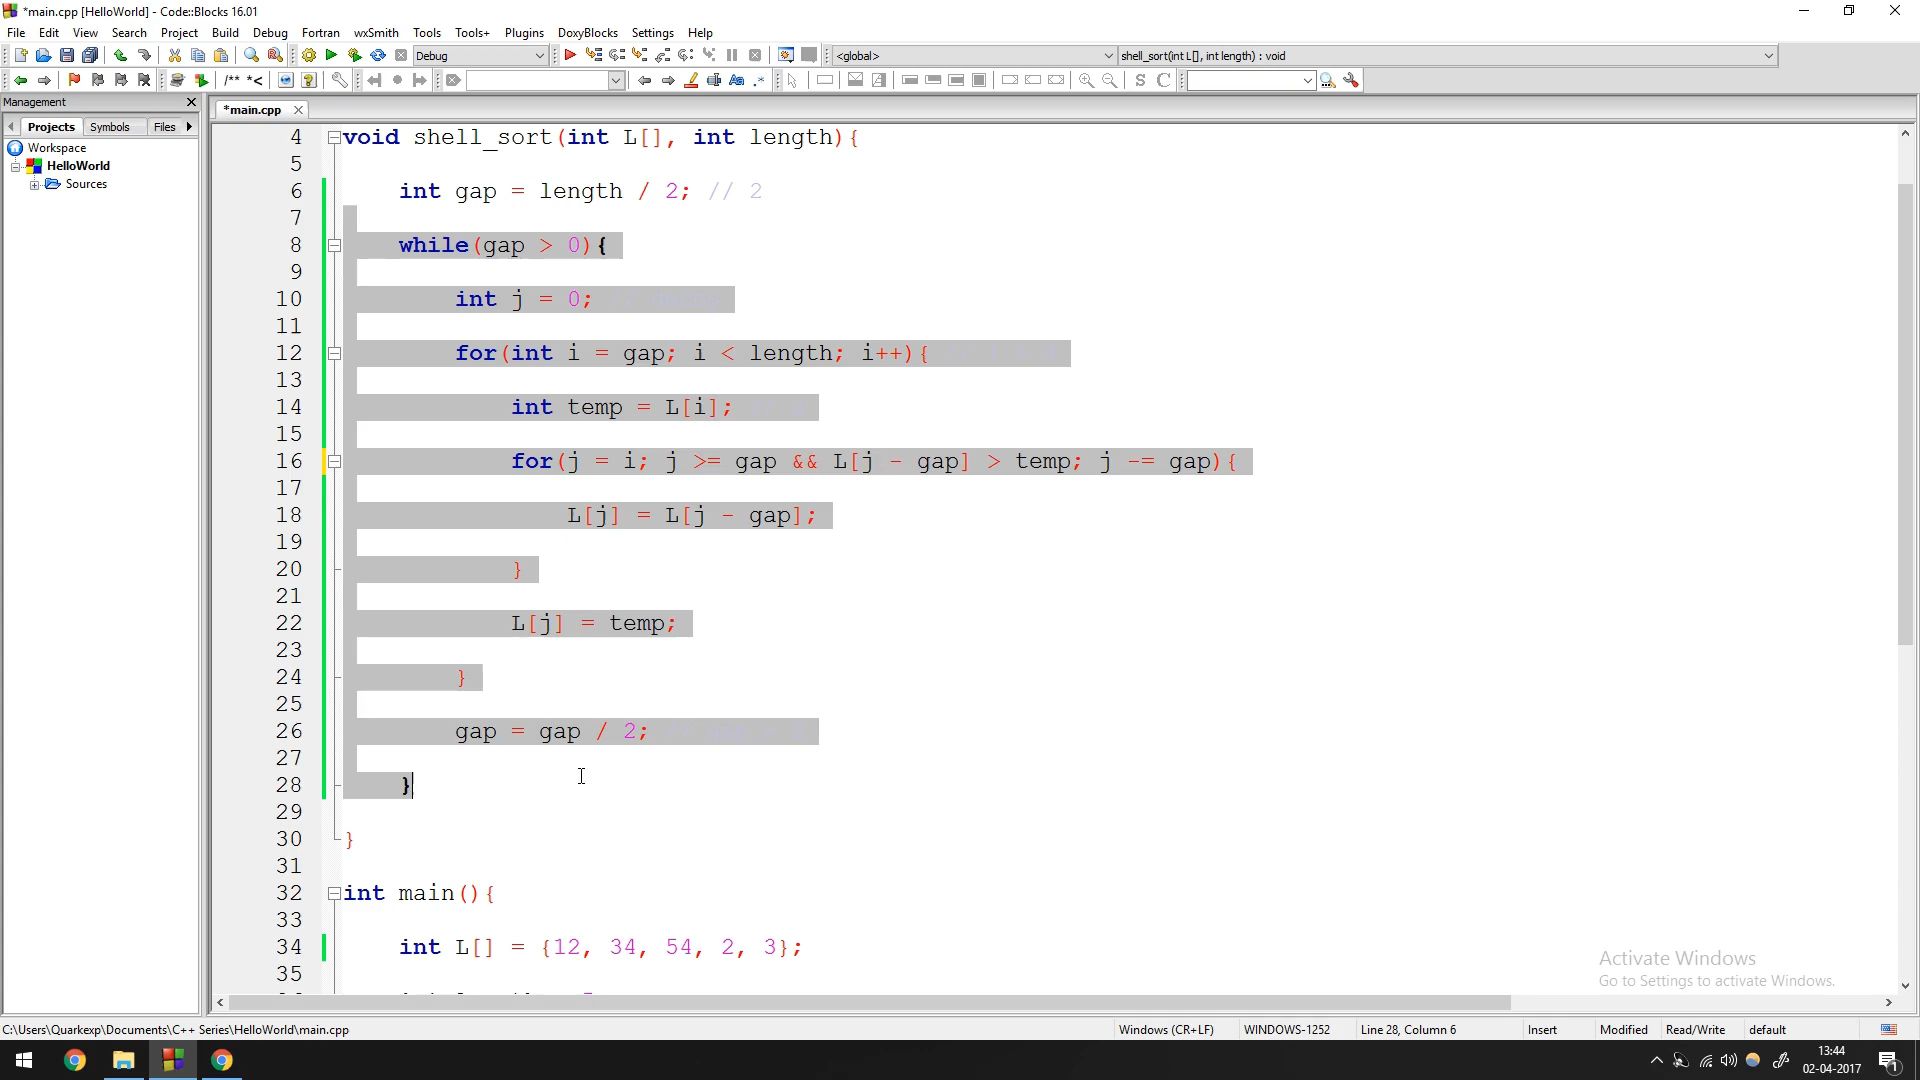 *main.cpp [HelloWorld] - Code::Blocks 16.01
File Edit View Search Project Build Debug Fortran wxSmith Tools Tools+ Plugins DoxyBlocks Settings Help
Debug <global> shell_sort(int L[], int length) : void
/** *< Aa .* S C
Management
*main.cpp
Projects Symbols Files
Workspace
HelloWorld
Sources
4 void shell_sort(int L[], int length){
5
6 int gap = length / 2; // 2
7
8 while(gap > 0){
9
10 int j = 0;
11
12 for(int i = gap; i < length; i++){
13
14 int temp = L[i];
15
16 for(j = i; j >= gap && L[j - gap] > temp; j -= gap){
17
18 L[j] = L[j - gap];
19
20 }
21
22 L[j] = temp;
23
24 }
25
26 gap = gap / 2;
27
28 }
29
30 }
31
32 int main(){
33
34 int L[] = {12, 34, 54, 2, 3};
35
Activate Windows
Go to Settings to activate Windows.
C:\Users\Quarkexp\Documents\C++ Series\HelloWorld\main.cpp Windows (CR+LF) WINDOWS-1252 Line 28, Column 6 Insert Modified Read/Write default
13:44
02-04-2017
1